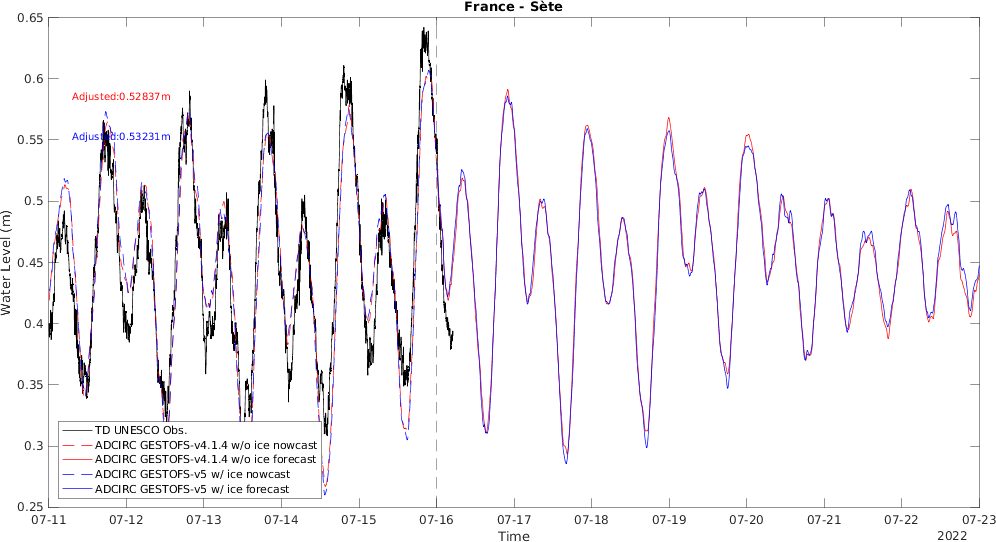 France - Sète
Water Level (m)
0.65
0.6
0.55
0.5
0.45
0.4
0.35
0.3
0.25
Adjusted:0.52837m
Adjusted:0.53231m
TD UNESCO Obs.
ADCIRC GESTOFS-v4.1.4 w/o ice nowcast
ADCIRC GESTOFS-v4.1.4 w/o ice forecast
ADCIRC GESTOFS-v5 w/ ice nowcast
ADCIRC GESTOFS-v5 w/ ice forecast
07-11 07-12 07-13 07-14 07-15 07-16 07-17 07-18 07-19 07-20 07-21 07-22 07-23
Time
2022